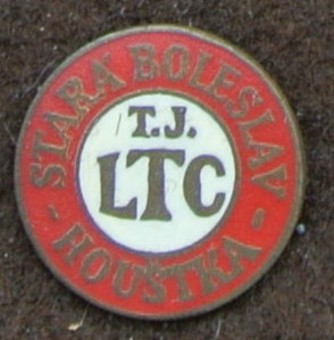 STARÁ BOLESLAV
T.J.
LTC
- HOUŠTKA -